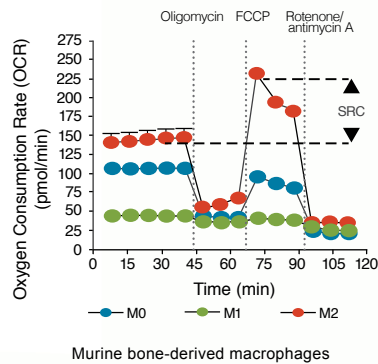 Oligomycin FCCP Rotenone/
antimycin A
Oxygen Consumption Rate (OCR)
(pmol/min)
275
250
225
200
175
150
125
100
75
50
25
0
SRC
0 15 30 45 60 75 90 105 120
Time (min)
M0 M1 M2
Murine bone-derived macrophages